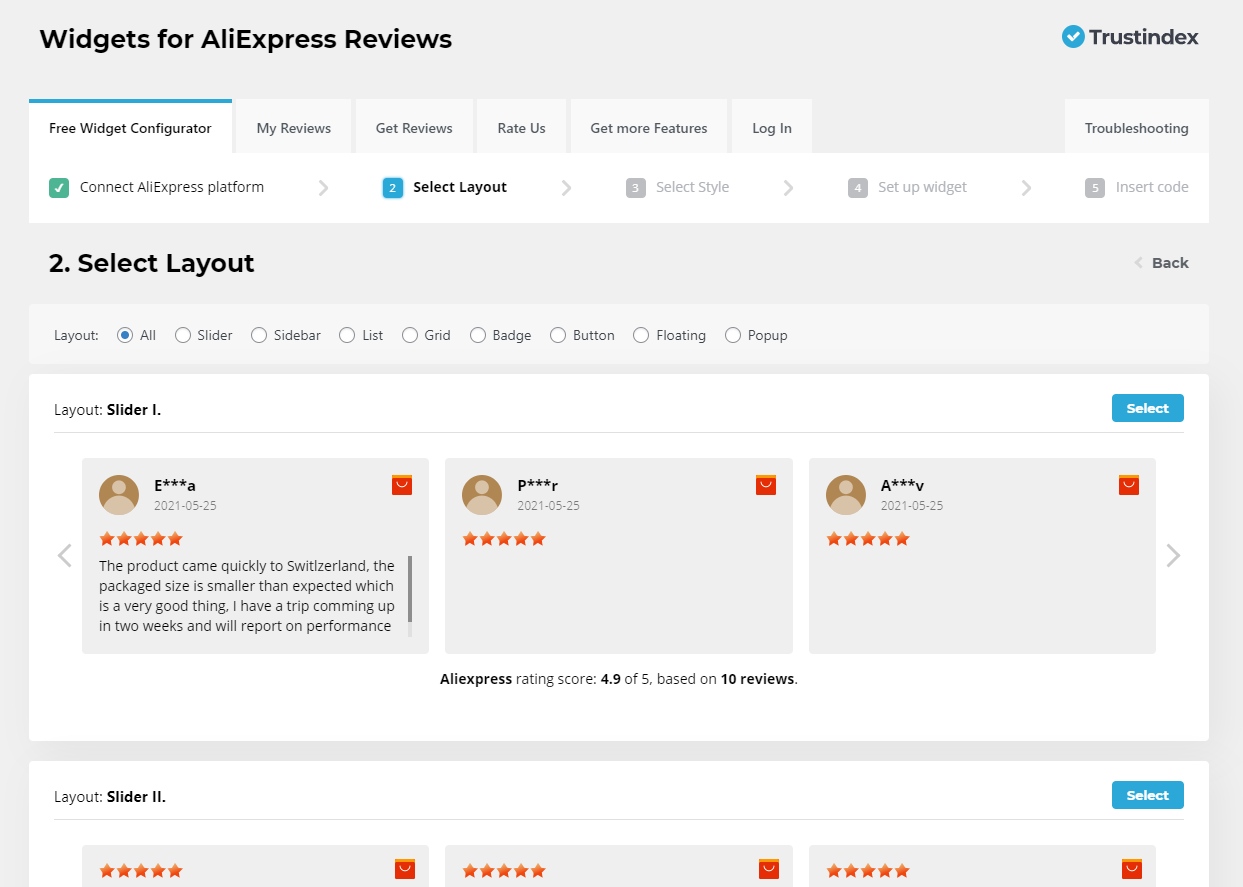 Widgets for AliExpress Reviews
Trustindex
Free Widget Configurator My Reviews Get Reviews Rate Us Get more Features Log In Troubleshooting
Connect AliExpress platform 2 Select Layout 3 Select Style 4 Set up widget 5 Insert code
2. Select Layout
Back
Layout: All Slider Sidebar List Grid Badge Button Floating Popup
Layout: Slider I.
Select
E***a
2021-05-25
The product came quickly to Switlzerland, the
packaged size is smaller than expected which
is a very good thing, I have a trip comming up
in two weeks and will report on performance
P***r
2021-05-25
A***v
2021-05-25
Aliexpress rating score: 4.9 of 5, based on 10 reviews.
Layout: Slider II.
Select